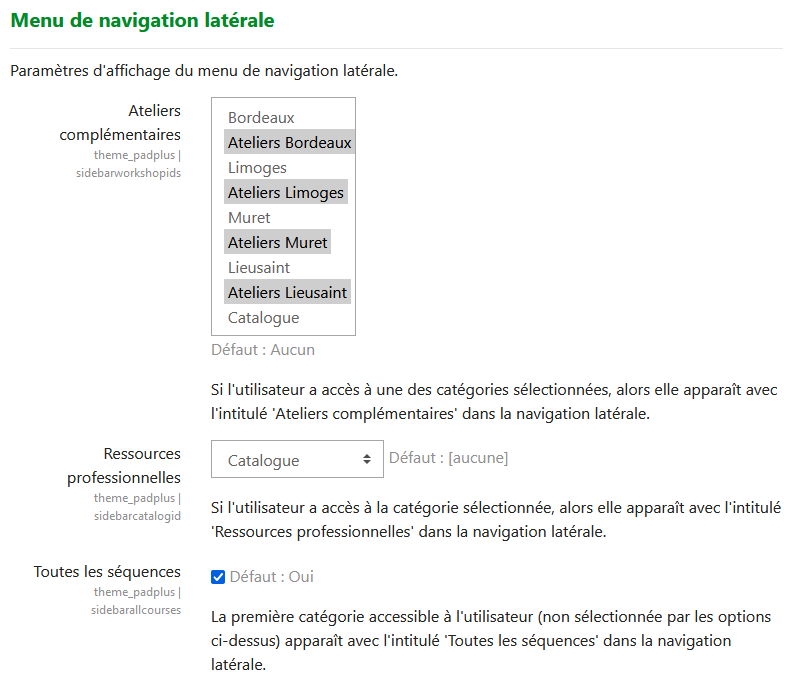 Menu de navigation latérale
Paramètres d'affichage du menu de navigation latérale.
Ateliers
complémentaires
theme_padplus |
sidebarworkshopids
Bordeaux
Ateliers Bordeaux
Limoges
Ateliers Limoges
Muret
Ateliers Muret
Lieusaint
Ateliers Lieusaint
Catalogue
Défaut : Aucun
Si l'utilisateur a accès à une des catégories sélectionnées, alors elle apparaît avec
l'intitulé 'Ateliers complémentaires' dans la navigation latérale.
Ressources
professionnelles
theme_padplus |
sidebarcatalogid
Catalogue
Défaut : [aucune]
Si l'utilisateur a accès à la catégorie sélectionnée, alors elle apparaît avec l'intitulé
'Ressources professionnelles' dans la navigation latérale.
Toutes les séquences
theme_padplus |
sidebarallcourses
Défaut : Oui
La première catégorie accessible à l'utilisateur (non sélectionnée par les options
ci-dessus) apparaît avec l'intitulé 'Toutes les séquences' dans la navigation
latérale.